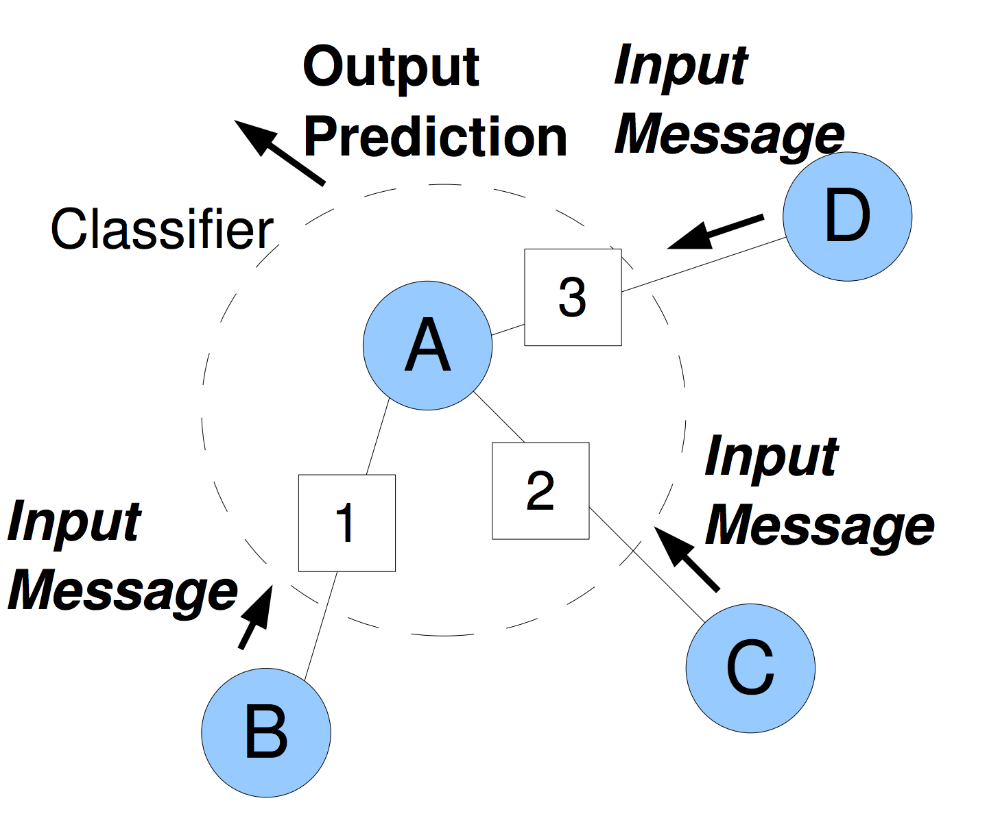 Output
Prediction
Input
Message
D
Classifier
3
A
Input
Message
2
1
Input
Message
C
B